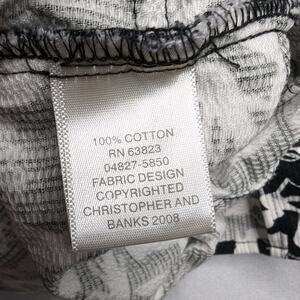 100% COTTON
RN 63823
04827-5850
FABRIC DESIGN
COPYRIGHTED
CHRISTOPHER AND
BANKS 2008